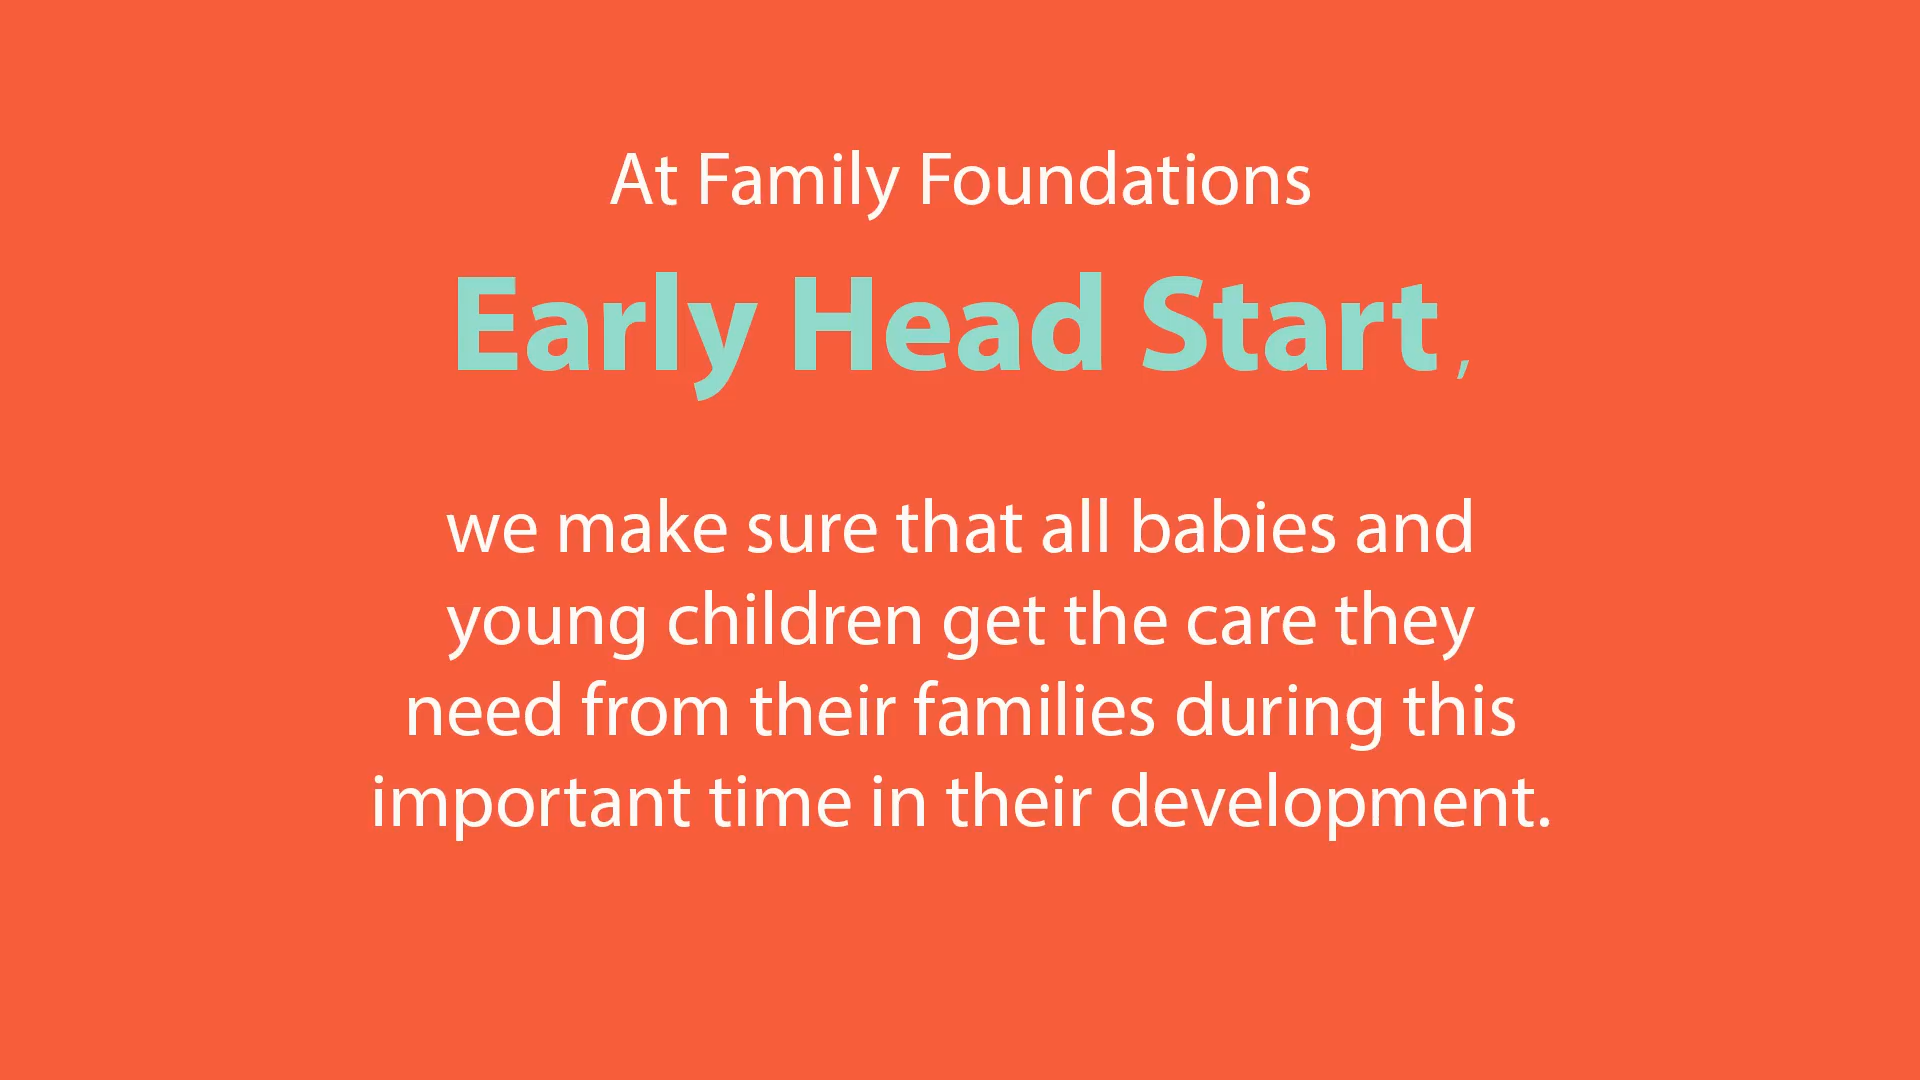 At Family Foundations
Early Head Start,
we make sure that all babies and
young children get the care they
need from their families during this
important time in their development.